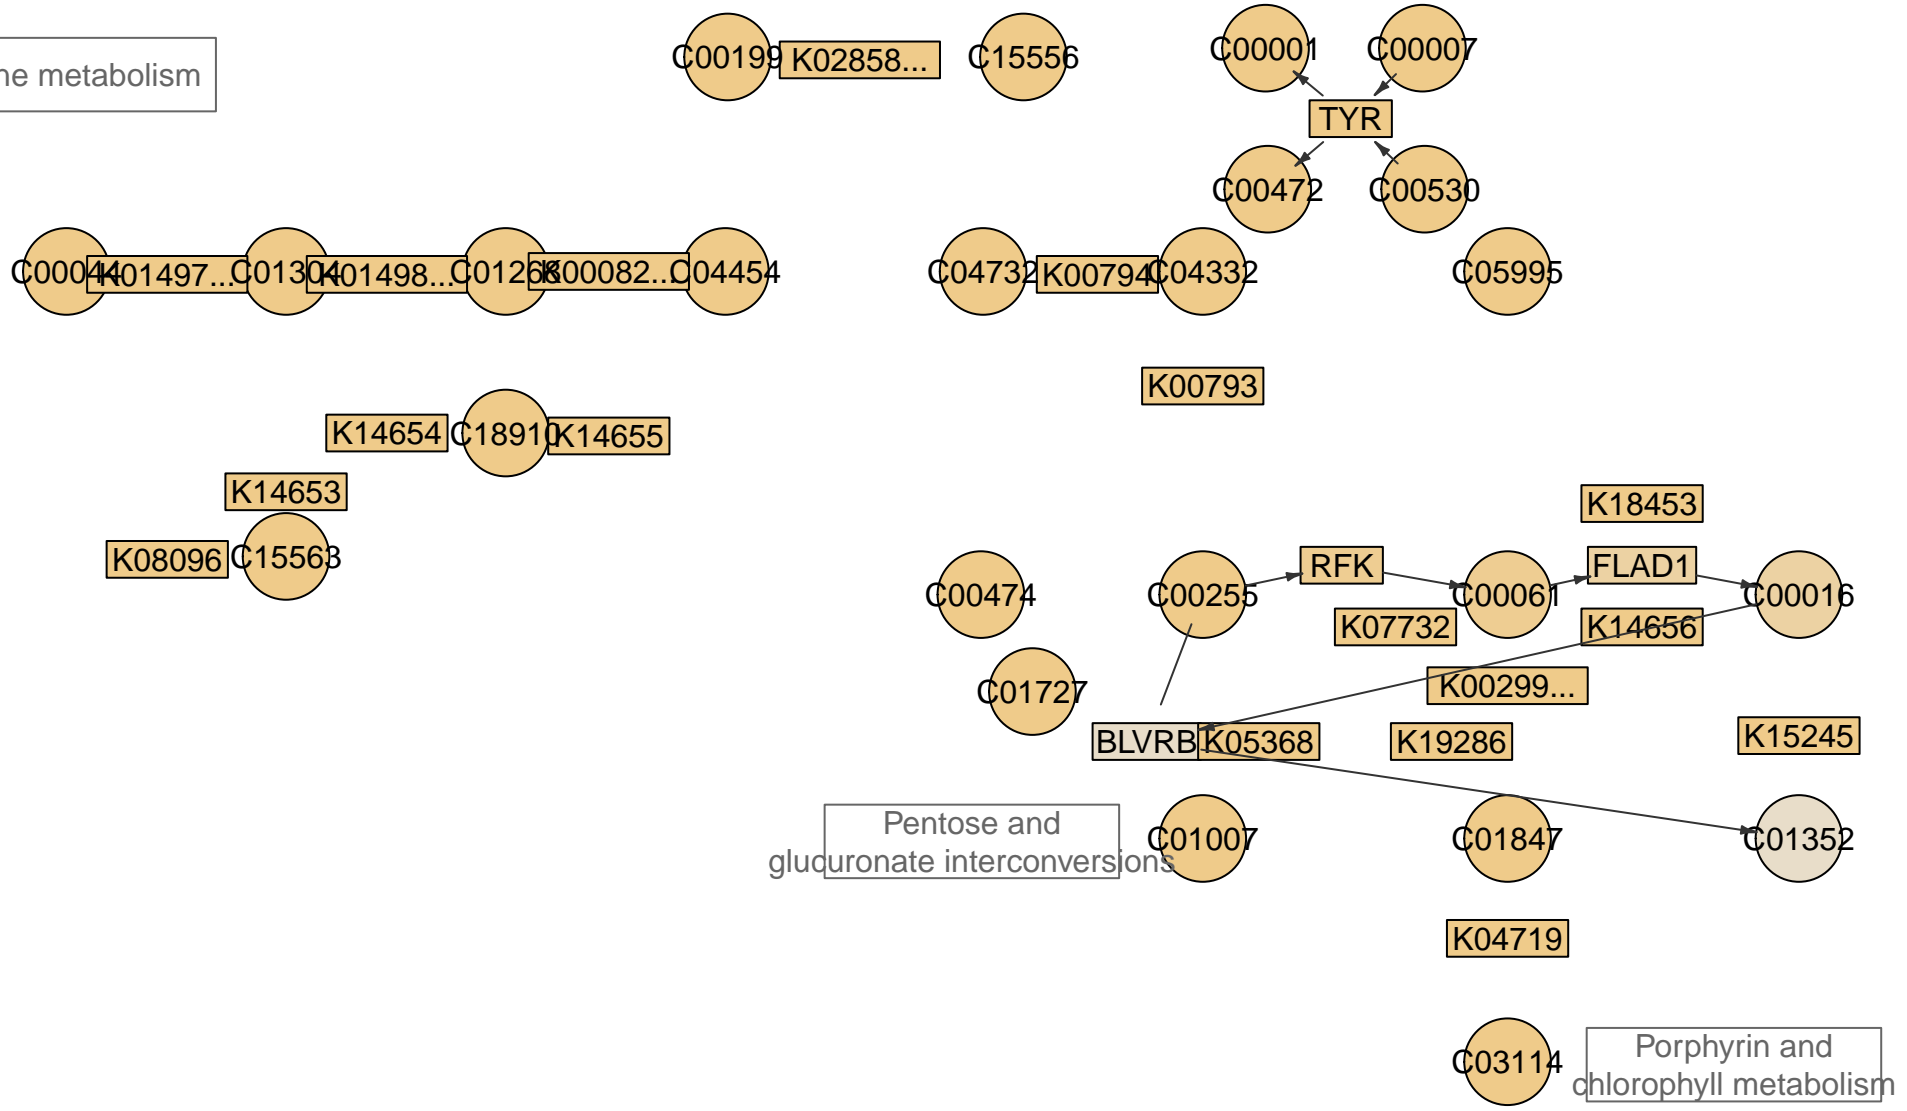 C00199
K02858...
C15556
C00001
C00007
ne metabolism
TYR
C00472
C00530
C00044
K01497...
C01304
K01498...
C01268
K00082...
C04454
C04732
K00794
C04332
C05995
K00793
K14654
C18910
K14655
K14653
K08096
C15563
K18453
C00474
C00255
RFK
C00061
FLAD1
C00016
K07732
K14656
C01727
K00299...
BLVRB
K05368
K19286
K15245
Pentose and
glucuronate interconversions
C01007
C01847
C01352
K04719
C03114
Porphyrin and
chlorophyll metabolism